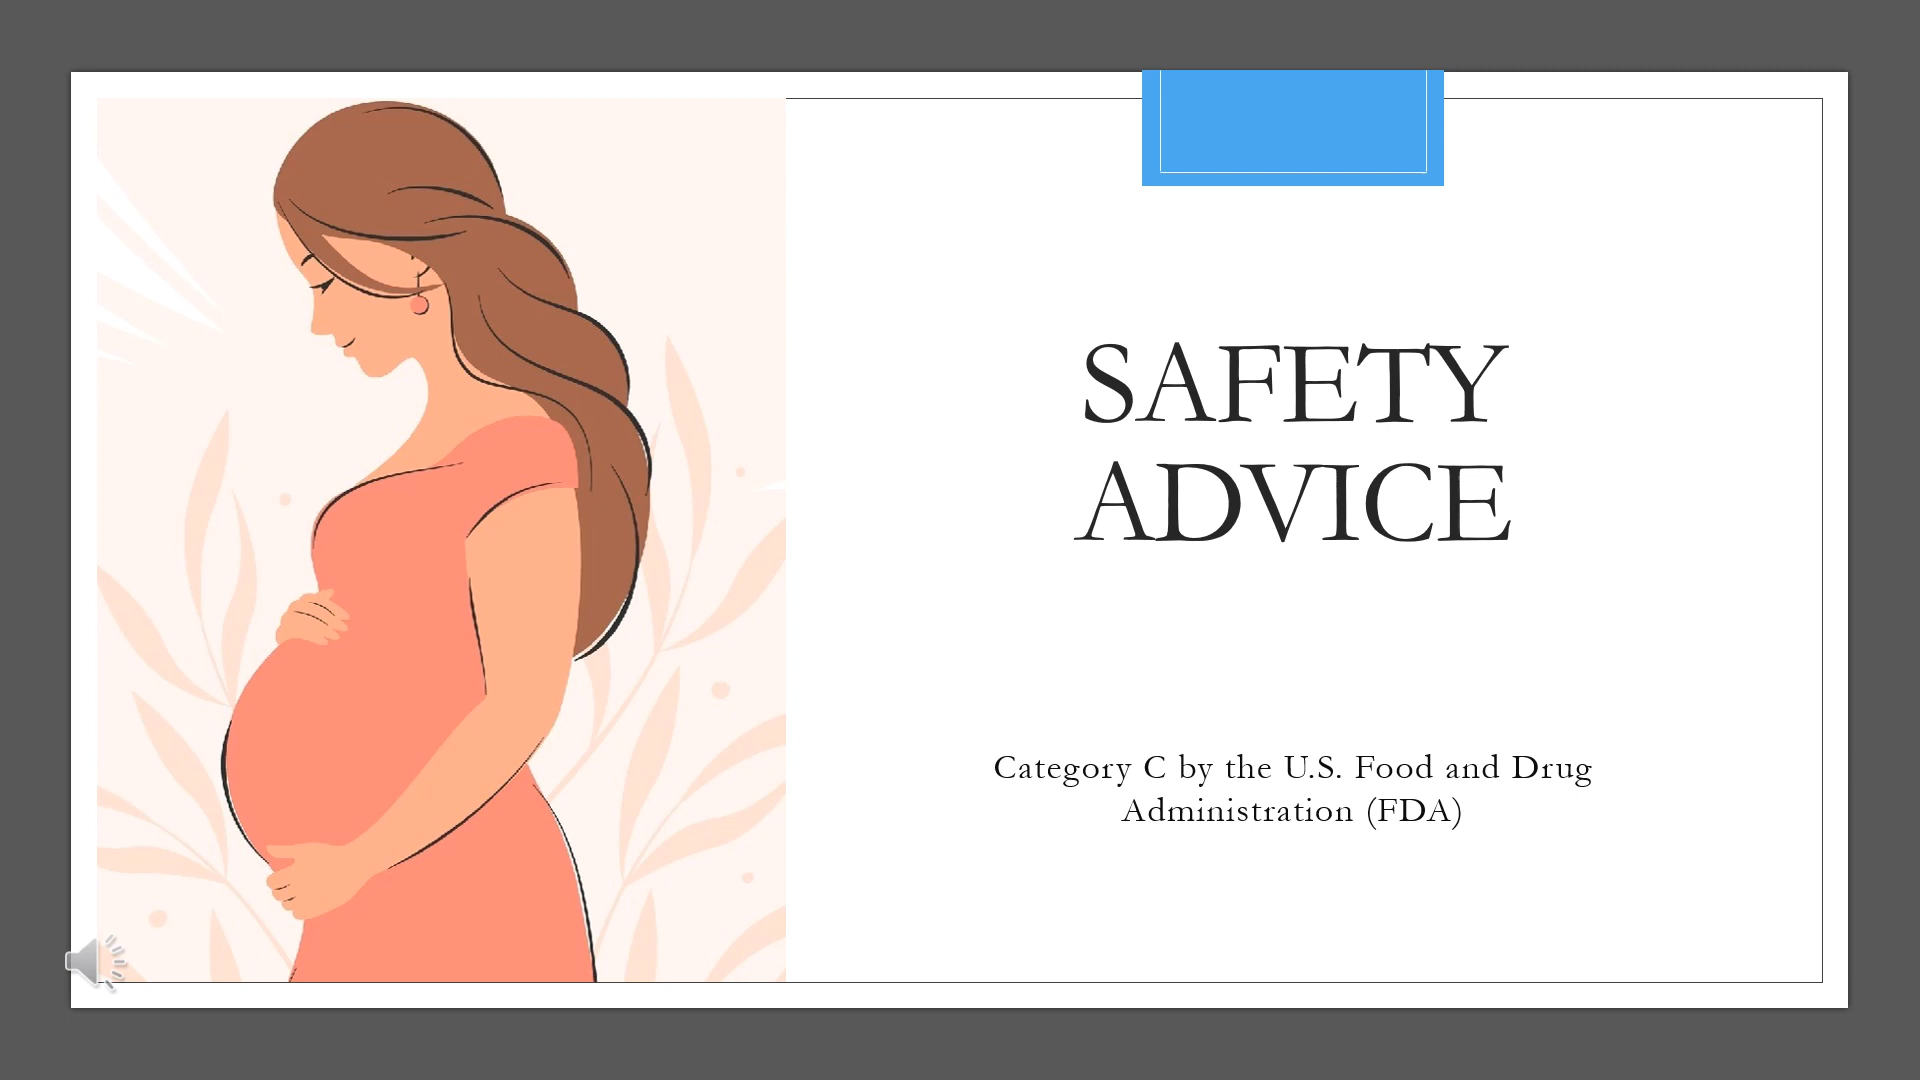 SAFETY
ADVICE
Category C by the U.S. Food and Drug
Administration (FDA)